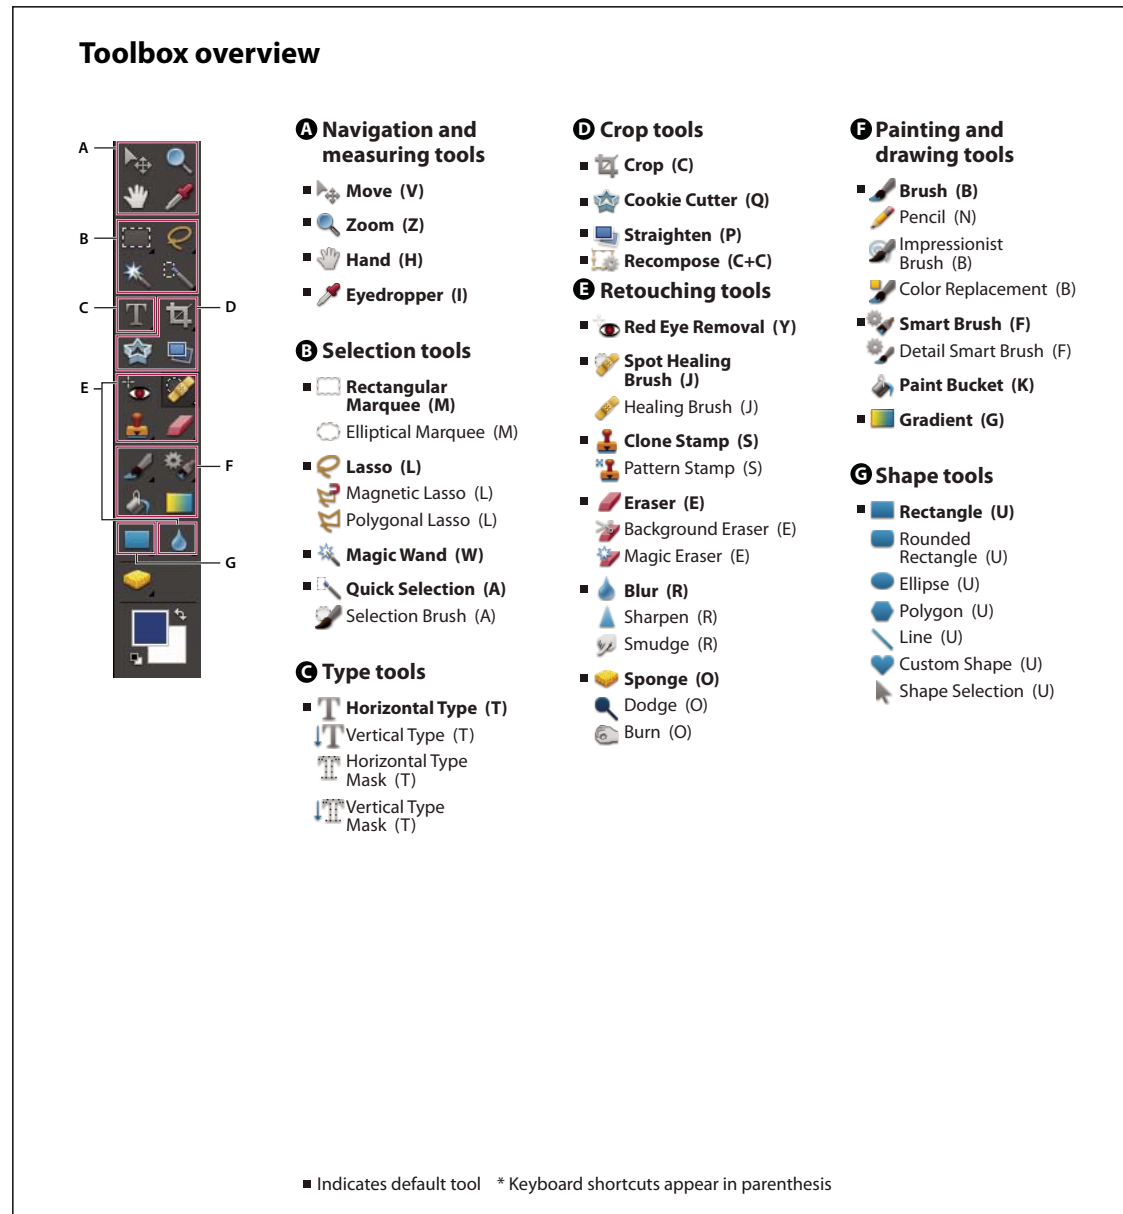 Toolbox overview
A
B
C
D
E
F
G
A Navigation and
measuring tools
Move (V)
Zoom (Z)
Hand (H)
Eyedropper (I)
B Selection tools
Rectangular
Marquee (M)
Elliptical Marquee (M)
Lasso (L)
Magnetic Lasso (L)
Polygonal Lasso (L)
Magic Wand (W)
Quick Selection (A)
Selection Brush (A)
C Type tools
Horizontal Type (T)
Vertical Type (T)
Horizontal Type
Mask (T)
Vertical Type
Mask (T)
D Crop tools
Crop (C)
Cookie Cutter (Q)
Straighten (P)
Recompose (C+C)
E Retouching tools
Red Eye Removal (Y)
Spot Healing
Brush (J)
Healing Brush (J)
Clone Stamp (S)
Pattern Stamp (S)
Eraser (E)
Background Eraser (E)
Magic Eraser (E)
Blur (R)
Sharpen (R)
Smudge (R)
Sponge (O)
Dodge (O)
Burn (O)
F Painting and
drawing tools
Brush (B)
Pencil (N)
Impressionist
Brush (B)
Color Replacement (B)
Smart Brush (F)
Detail Smart Brush (F)
Paint Bucket (K)
Gradient (G)
G Shape tools
Rectangle (U)
Rounded
Rectangle (U)
Ellipse (U)
Polygon (U)
Line (U)
Custom Shape (U)
Shape Selection (U)
■ Indicates default tool * Keyboard shortcuts appear in parenthesis